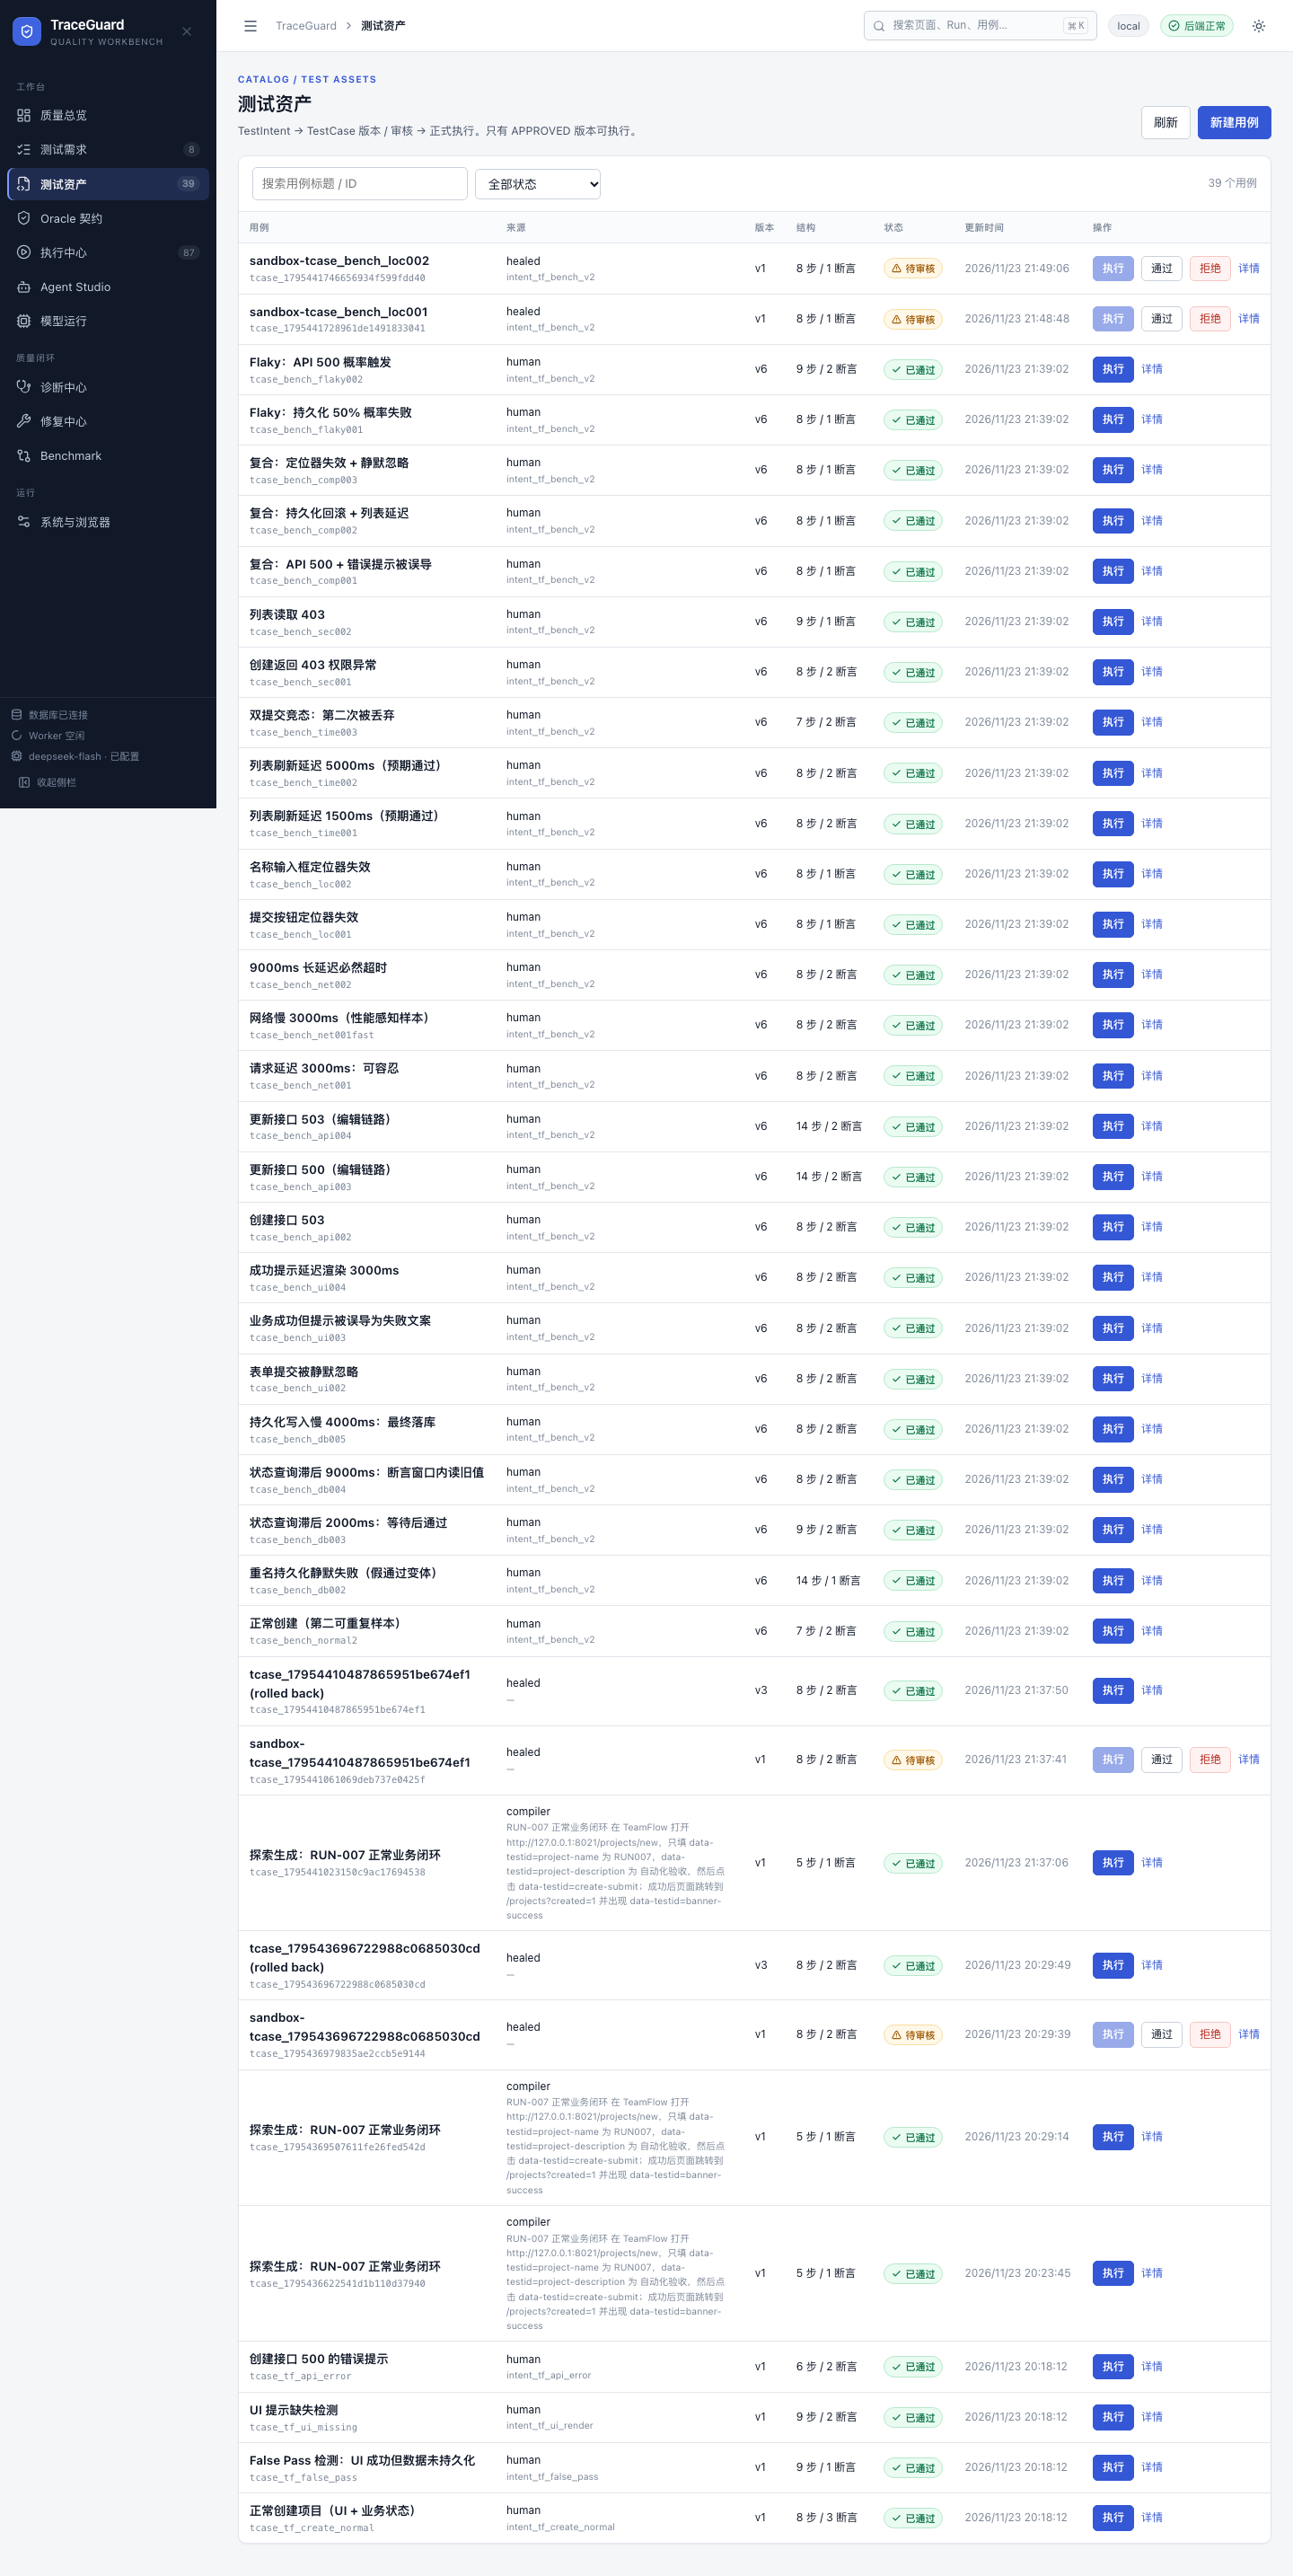 TraceGuard
QUALITY WORKBENCH
工作台
质量总览
测试需求 8
测试资产 39
Oracle 契约
执行中心 87
Agent Studio
模型运行
质量闭环
诊断中心
修复中心
Benchmark
运行
系统与浏览器
数据库已连接
Worker 空闲
deepseek-flash · 已配置
收起侧栏
TraceGuard > 测试资产
搜索页面、Run、用例... ⌘ K
local
后端正常
CATALOG / TEST ASSETS
测试资产
TestIntent → TestCase 版本 / 审核 → 正式执行。只有 APPROVED 版本可执行。
刷新 新建用例
搜索用例标题 / ID 全部状态 39 个用例
用例 来源 版本 结构 状态 更新时间 操作
sandbox-tcase_bench_loc002 healed v1 8 步 / 1 断言 待审核 2026/11/23 21:49:06 执行 通过 拒绝 详情
tcase_1795441746656934f599fdd40 intent_tf_bench_v2
sandbox-tcase_bench_loc001 healed v1 8 步 / 1 断言 待审核 2026/11/23 21:48:48 执行 通过 拒绝 详情
tcase_1795441728961de1491833041 intent_tf_bench_v2
Flaky：API 500 概率触发 human v6 9 步 / 2 断言 已通过 2026/11/23 21:39:02 执行 详情
tcase_bench_flaky002 intent_tf_bench_v2
Flaky：持久化 50% 概率失败 human v6 8 步 / 1 断言 已通过 2026/11/23 21:39:02 执行 详情
tcase_bench_flaky001 intent_tf_bench_v2
复合：定位器失效 + 静默忽略 human v6 8 步 / 1 断言 已通过 2026/11/23 21:39:02 执行 详情
tcase_bench_comp003 intent_tf_bench_v2
复合：持久化回滚 + 列表延迟 human v6 8 步 / 1 断言 已通过 2026/11/23 21:39:02 执行 详情
tcase_bench_comp002 intent_tf_bench_v2
复合：API 500 + 错误提示被误导 human v6 8 步 / 1 断言 已通过 2026/11/23 21:39:02 执行 详情
tcase_bench_comp001 intent_tf_bench_v2
列表读取 403 human v6 9 步 / 1 断言 已通过 2026/11/23 21:39:02 执行 详情
tcase_bench_sec002 intent_tf_bench_v2
创建返回 403 权限异常 human v6 8 步 / 2 断言 已通过 2026/11/23 21:39:02 执行 详情
tcase_bench_sec001 intent_tf_bench_v2
双提交竞态：第二次被丢弃 human v6 7 步 / 2 断言 已通过 2026/11/23 21:39:02 执行 详情
tcase_bench_time003 intent_tf_bench_v2
列表刷新延迟 5000ms（预期通过） human v6 8 步 / 2 断言 已通过 2026/11/23 21:39:02 执行 详情
tcase_bench_time002 intent_tf_bench_v2
列表刷新延迟 1500ms（预期通过） human v6 8 步 / 2 断言 已通过 2026/11/23 21:39:02 执行 详情
tcase_bench_time001 intent_tf_bench_v2
名称输入框定位器失效 human v6 8 步 / 1 断言 已通过 2026/11/23 21:39:02 执行 详情
tcase_bench_loc002 intent_tf_bench_v2
提交按钮定位器失效 human v6 8 步 / 1 断言 已通过 2026/11/23 21:39:02 执行 详情
tcase_bench_loc001 intent_tf_bench_v2
9000ms 长延迟必然超时 human v6 8 步 / 2 断言 已通过 2026/11/23 21:39:02 执行 详情
tcase_bench_net002 intent_tf_bench_v2
网络慢 3000ms（性能感知样本） human v6 8 步 / 2 断言 已通过 2026/11/23 21:39:02 执行 详情
tcase_bench_net001fast intent_tf_bench_v2
请求延迟 3000ms：可容忍 human v6 8 步 / 2 断言 已通过 2026/11/23 21:39:02 执行 详情
tcase_bench_net001 intent_tf_bench_v2
更新接口 503（编辑链路） human v6 14 步 / 2 断言 已通过 2026/11/23 21:39:02 执行 详情
tcase_bench_api004 intent_tf_bench_v2
更新接口 500（编辑链路） human v6 14 步 / 2 断言 已通过 2026/11/23 21:39:02 执行 详情
tcase_bench_api003 intent_tf_bench_v2
创建接口 503 human v6 8 步 / 2 断言 已通过 2026/11/23 21:39:02 执行 详情
tcase_bench_api002 intent_tf_bench_v2
成功提示延迟渲染 3000ms human v6 8 步 / 2 断言 已通过 2026/11/23 21:39:02 执行 详情
tcase_bench_ui004 intent_tf_bench_v2
业务成功但提示被误导为失败文案 human v6 8 步 / 2 断言 已通过 2026/11/23 21:39:02 执行 详情
tcase_bench_ui003 intent_tf_bench_v2
表单提交被静默忽略 human v6 8 步 / 2 断言 已通过 2026/11/23 21:39:02 执行 详情
tcase_bench_ui002 intent_tf_bench_v2
持久化写入慢 4000ms：最终落库 human v6 8 步 / 2 断言 已通过 2026/11/23 21:39:02 执行 详情
tcase_bench_db005 intent_tf_bench_v2
状态查询滞后 9000ms：断言窗口内读旧值 human v6 8 步 / 2 断言 已通过 2026/11/23 21:39:02 执行 详情
tcase_bench_db004 intent_tf_bench_v2
状态查询滞后 2000ms：等待后通过 human v6 9 步 / 2 断言 已通过 2026/11/23 21:39:02 执行 详情
tcase_bench_db003 intent_tf_bench_v2
重名持久化静默失败（假通过变体） human v6 14 步 / 1 断言 已通过 2026/11/23 21:39:02 执行 详情
tcase_bench_db002 intent_tf_bench_v2
正常创建（第二可重复样本） human v6 7 步 / 2 断言 已通过 2026/11/23 21:39:02 执行 详情
tcase_bench_normal2 intent_tf_bench_v2
tcase_17954410487865951be674ef1
(rolled back) healed v3 8 步 / 2 断言 已通过 2026/11/23 21:37:50 执行 详情
tcase_17954410487865951be674ef1 —
sandbox-
tcase_17954410487865951be674ef1 healed v1 8 步 / 2 断言 待审核 2026/11/23 21:37:41 执行 通过 拒绝 详情
tcase_1795441061069deb737e0425f —
compiler
RUN-007 正常业务闭环 在 TeamFlow 打开
http://127.0.0.1:8021/projects/new，只填 data-
testid=project-name 为 RUN007，data-
探索生成：RUN-007 正常业务闭环 v1 5 步 / 1 断言 已通过 2026/11/23 21:37:06 执行 详情
tcase_1795441023150c9ac17694538 testid=project-description 为 自动化验收，然后点
击 data-testid=create-submit；成功后页面跳转到
/projects?created=1 并出现 data-testid=banner-
success
tcase_179543696722988c0685030cd
(rolled back) healed v3 8 步 / 2 断言 已通过 2026/11/23 20:29:49 执行 详情
tcase_179543696722988c0685030cd —
sandbox-
tcase_179543696722988c0685030cd healed v1 8 步 / 2 断言 待审核 2026/11/23 20:29:39 执行 通过 拒绝 详情
tcase_1795436979835ae2ccb5e9144 —
compiler
RUN-007 正常业务闭环 在 TeamFlow 打开
http://127.0.0.1:8021/projects/new，只填 data-
testid=project-name 为 RUN007，data-
探索生成：RUN-007 正常业务闭环 v1 5 步 / 1 断言 已通过 2026/11/23 20:29:14 执行 详情
tcase_17954369507611fe26fed542d testid=project-description 为 自动化验收，然后点
击 data-testid=create-submit；成功后页面跳转到
/projects?created=1 并出现 data-testid=banner-
success
compiler
RUN-007 正常业务闭环 在 TeamFlow 打开
http://127.0.0.1:8021/projects/new，只填 data-
testid=project-name 为 RUN007，data-
探索生成：RUN-007 正常业务闭环 v1 5 步 / 1 断言 已通过 2026/11/23 20:23:45 执行 详情
tcase_1795436622541d1b110d37940 testid=project-description 为 自动化验收，然后点
击 data-testid=create-submit；成功后页面跳转到
/projects?created=1 并出现 data-testid=banner-
success
创建接口 500 的错误提示 human v1 6 步 / 2 断言 已通过 2026/11/23 20:18:12 执行 详情
tcase_tf_api_error intent_tf_api_error
UI 提示缺失检测 human v1 9 步 / 2 断言 已通过 2026/11/23 20:18:12 执行 详情
tcase_tf_ui_missing intent_tf_ui_render
False Pass 检测：UI 成功但数据未持久化 human v1 9 步 / 1 断言 已通过 2026/11/23 20:18:12 执行 详情
tcase_tf_false_pass intent_tf_false_pass
正常创建项目（UI + 业务状态） human v1 8 步 / 3 断言 已通过 2026/11/23 20:18:12 执行 详情
tcase_tf_create_normal intent_tf_create_normal